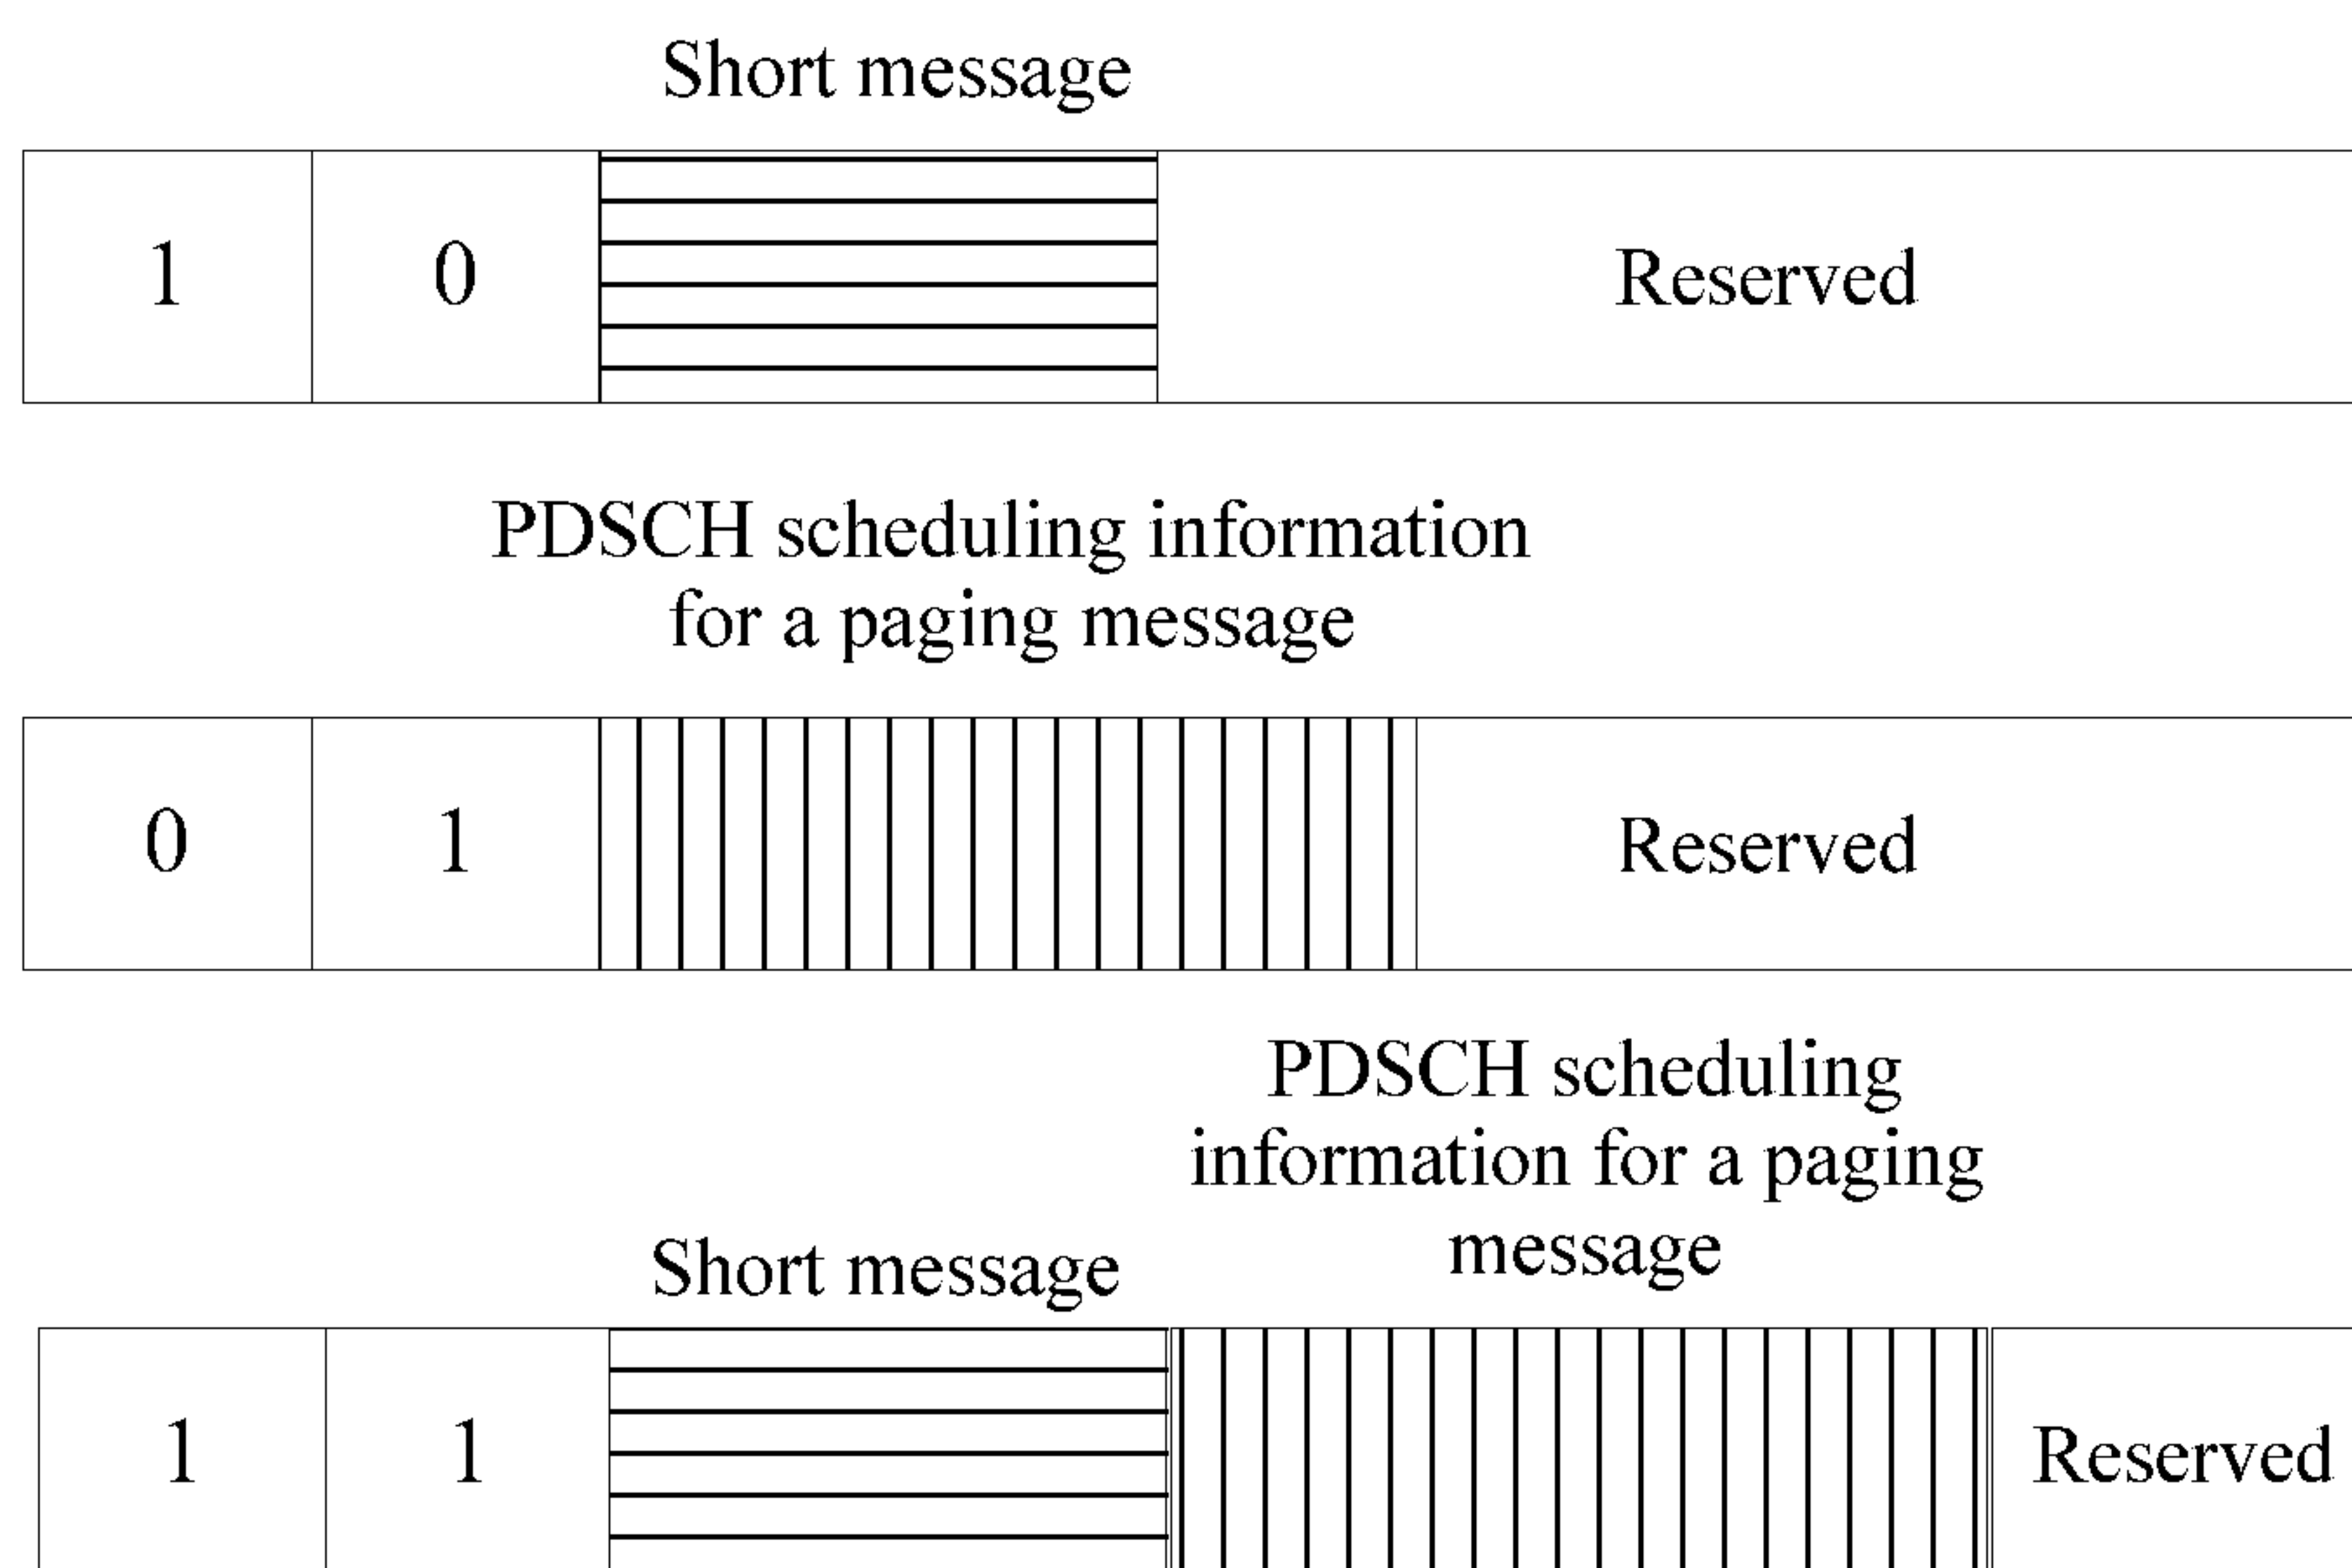 Short message
1 0 Reserved
PDSCH scheduling information
for a paging message
0 1 Reserved
PDSCH scheduling
information for a paging
message
Short message
1 1 Reserved